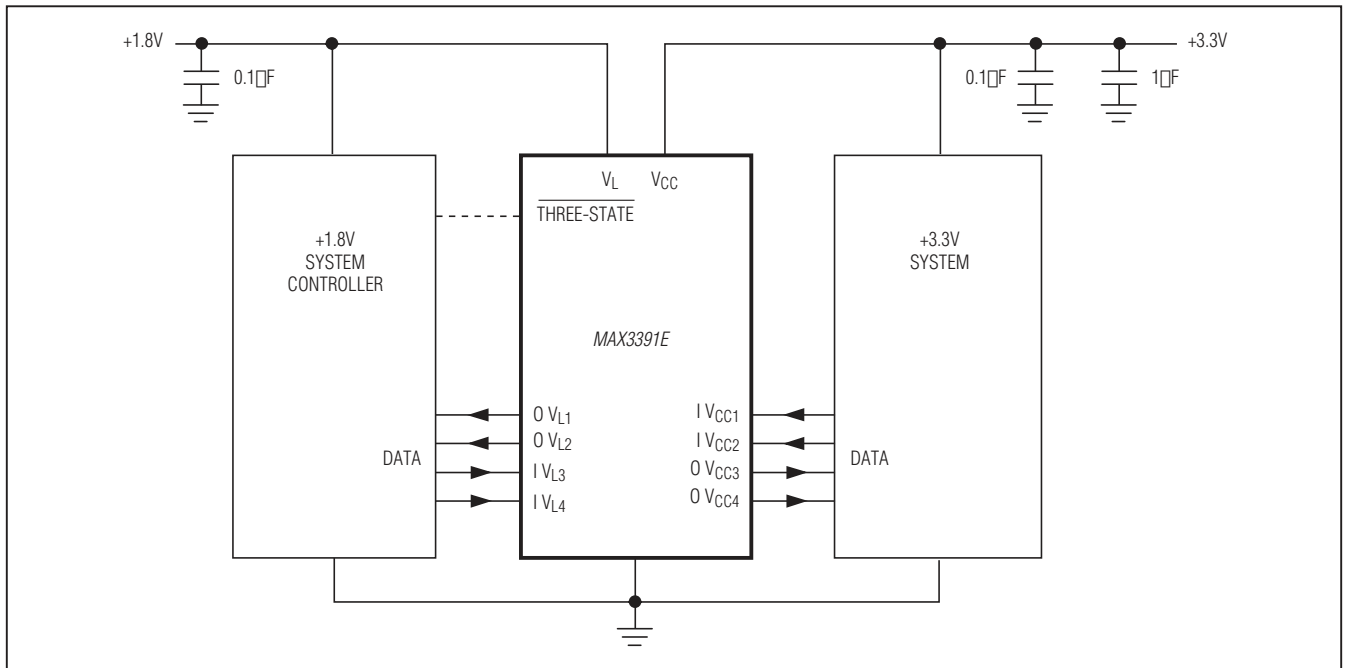 +1.8V
+3.3V
0.1▯F
0.1▯F
1▯F
VL
VCC
THREE-STATE
+1.8V
SYSTEM
CONTROLLER
+3.3V
SYSTEM
MAX3391E
O VL1
I VCC1
O VL2
I VCC2
DATA
DATA
I VL3
O VCC3
I VL4
O VCC4